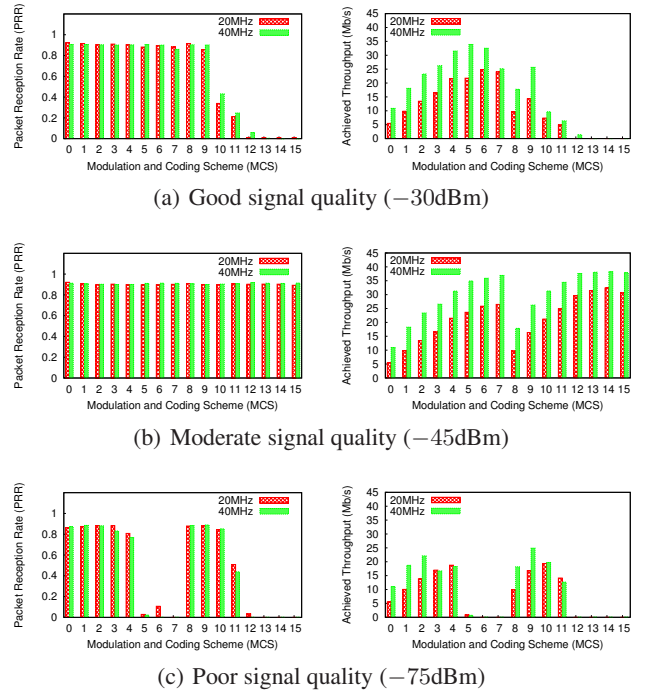 Packet Reception Rate (PRR)
1
0.8
0.6
0.4
0.2
0
20MHz
40MHz
0 1 2 3 4 5 6 7 8 9 10 11 12 13 14 15
Modulation and Coding Scheme (MCS)
Achieved Throughput (Mb/s)
45
40
35
30
25
20
15
10
5
0
20MHz
40MHz
0 1 2 3 4 5 6 7 8 9 10 11 12 13 14 15
Modulation and Coding Scheme (MCS)
(a) Good signal quality (−30dBm)
Packet Reception Rate (PRR)
1
0.8
0.6
0.4
0.2
0
20MHz
40MHz
0 1 2 3 4 5 6 7 8 9 10 11 12 13 14 15
Modulation and Coding Scheme (MCS)
Achieved Throughput (Mb/s)
45
40
35
30
25
20
15
10
5
0
20MHz
40MHz
0 1 2 3 4 5 6 7 8 9 10 11 12 13 14 15
Modulation and Coding Scheme (MCS)
(b) Moderate signal quality (−45dBm)
Packet Reception Rate (PRR)
1
0.8
0.6
0.4
0.2
0
20MHz
40MHz
0 1 2 3 4 5 6 7 8 9 10 11 12 13 14 15
Modulation and Coding Scheme (MCS)
Achieved Throughput (Mb/s)
45
40
35
30
25
20
15
10
5
0
20MHz
40MHz
0 1 2 3 4 5 6 7 8 9 10 11 12 13 14 15
Modulation and Coding Scheme (MCS)
(c) Poor signal quality (−75dBm)